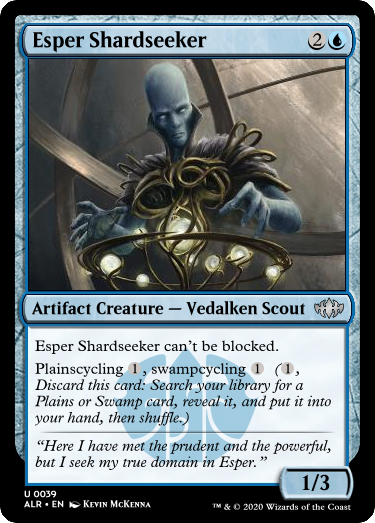 Esper Shardseeker 2
Artifact Creature — Vedalken Scout
Esper Shardseeker can't be blocked.
Plainscycling 1, swampcycling 1 (1,
Discard this card: Search your library for a
Plains or Swamp card, reveal it, and put it into
your hand, then shuffle.)
“Here I have met the prudent and the powerful,
but I seek my true domain in Esper.”
1/3
U 0039
ALR • EN Kevin McKenna
™ & © 2020 Wizards of the Coast